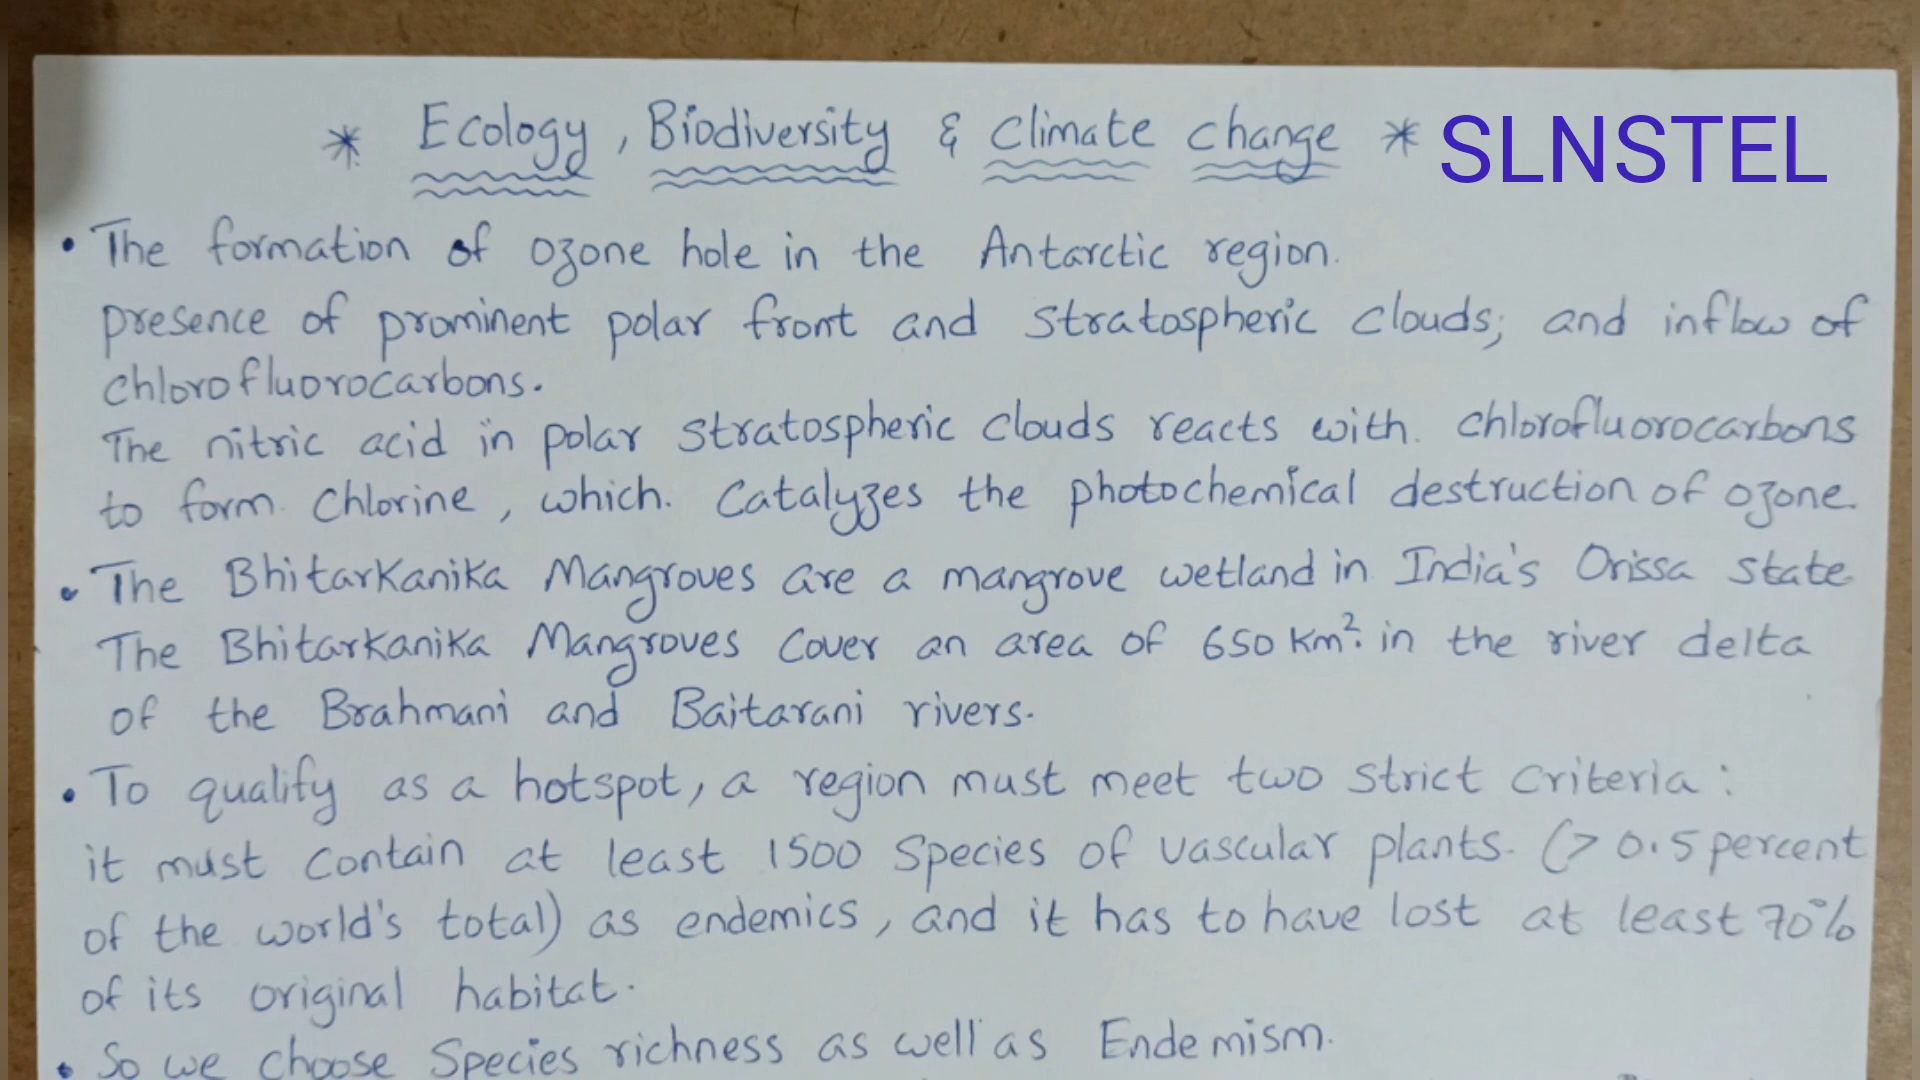 * Ecology, Biodiversity & Climate change * SLNSTEL
• The formation of ozone hole in the Antarctic region.
presence of prominent polar front and stratospheric clouds; and inflow of
chlorofluorocarbons.
The nitric acid in polar stratospheric clouds reacts with chlorofluorocarbons
to form chlorine, which catalyzes the photochemical destruction of ozone.
• The Bhitarkanika Mangroves are a mangrove wetland in India's Orissa state
The Bhitarkanika Mangroves cover an area of 650 km². in the river delta
of the Brahmani and Baitarani rivers.
• To qualify as a hotspot, a region must meet two strict criteria:
it must contain at least 1500 species of vascular plants. (> 0.5 percent
of the world's total) as endemics, and it has to have lost at least 70%
of its original habitat.
• So we choose Species richness as well as Endemism.